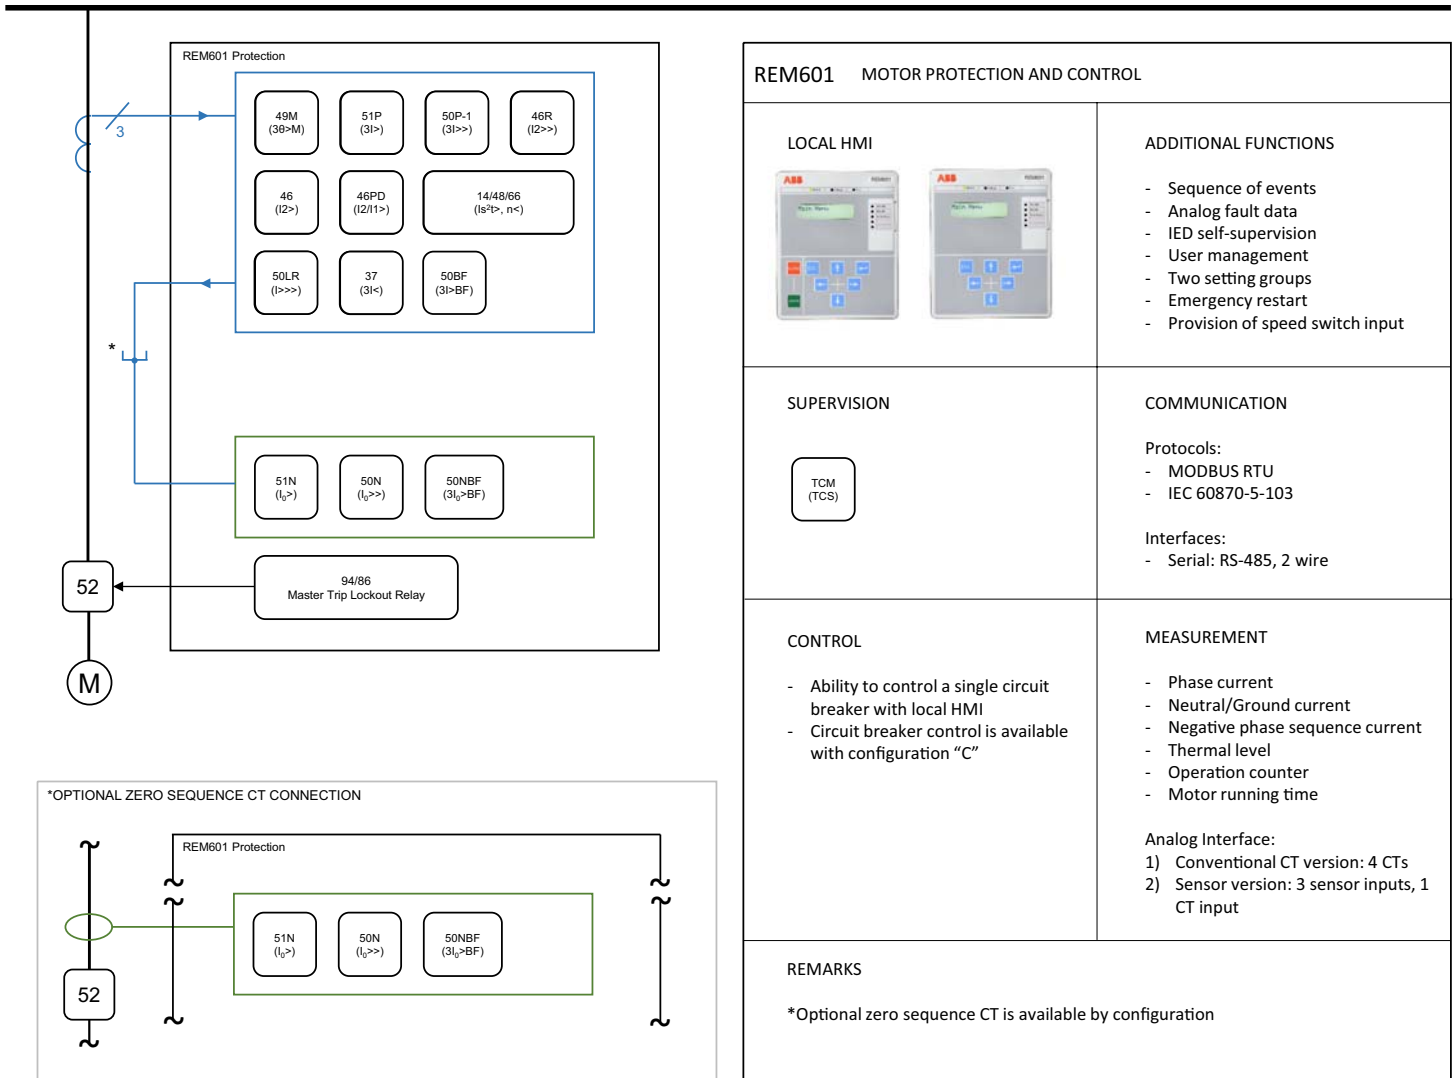 REM601 Protection
3
49M
(3θ>M)
51P
(3I>)
50P-1
(3I>>)
46R
(I2>>)
46
(I2>)
46PD
(I2/I1>)
14/48/66
(Is²t>, n<)
50LR
(I>>>)
37
(3I<)
50BF
(3I>BF)
*
51N
(I₀>)
50N
(I₀>>)
50NBF
(3I₀>BF)
94/86
Master Trip Lockout Relay
52
M
*OPTIONAL ZERO SEQUENCE CT CONNECTION
REM601 Protection
51N
(I₀>)
50N
(I₀>>)
50NBF
(3I₀>BF)
52
REM601 MOTOR PROTECTION AND CONTROL
LOCAL HMI
ABB
REM601
Main Menu
ABB
REM601
Main Menu
ADDITIONAL FUNCTIONS
- Sequence of events
- Analog fault data
- IED self-supervision
- User management
- Two setting groups
- Emergency restart
- Provision of speed switch input
SUPERVISION
TCM
(TCS)
COMMUNICATION
Protocols:
- MODBUS RTU
- IEC 60870-5-103
Interfaces:
- Serial: RS-485, 2 wire
CONTROL
- Ability to control a single circuit
breaker with local HMI
- Circuit breaker control is available
with configuration “C”
MEASUREMENT
- Phase current
- Neutral/Ground current
- Negative phase sequence current
- Thermal level
- Operation counter
- Motor running time
Analog Interface:
1) Conventional CT version: 4 CTs
2) Sensor version: 3 sensor inputs, 1
CT input
REMARKS
*Optional zero sequence CT is available by configuration